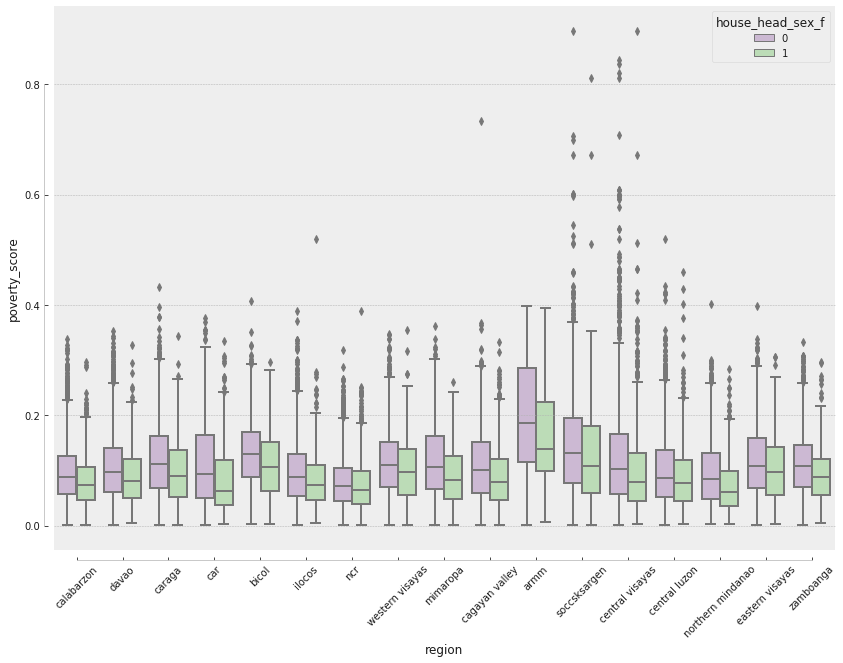 house_head_sex_f
0
1
0.8
0.6
0.4
0.2
0.0
poverty_score
calabarzon
davao
caraga
car
bicol
ilocos
ncr
western visayas
mimaropa
cagayan valley
armm
soccsksargen
central visayas
central luzon
northern mindanao
eastern visayas
zamboanga
region